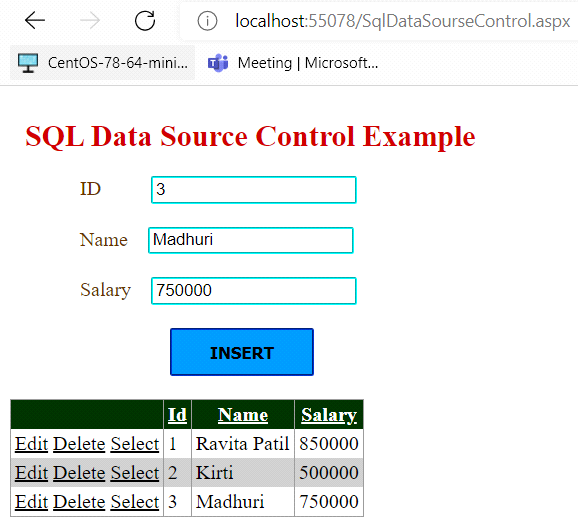 localhost:55078/SqlDataSourseControl.aspx
CentOS-78-64-mini... Meeting | Microsoft...
SQL Data Source Control Example
ID 3
Name Madhuri
Salary 750000
INSERT
Id Name Salary
Edit Delete Select 1 Ravita Patil 850000
Edit Delete Select 2 Kirti 500000
Edit Delete Select 3 Madhuri 750000